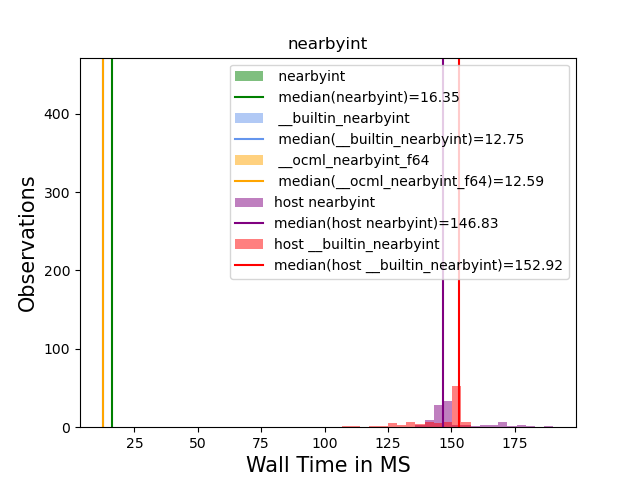 nearbyint
Observations
400
300
200
100
0
nearbyint
median(nearbyint)=16.35
__builtin_nearbyint
median(__builtin_nearbyint)=12.75
__ocml_nearbyint_f64
median(__ocml_nearbyint_f64)=12.59
host nearbyint
median(host nearbyint)=146.83
host __builtin_nearbyint
median(host __builtin_nearbyint)=152.92
25 50 75 100 125 150 175
Wall Time in MS